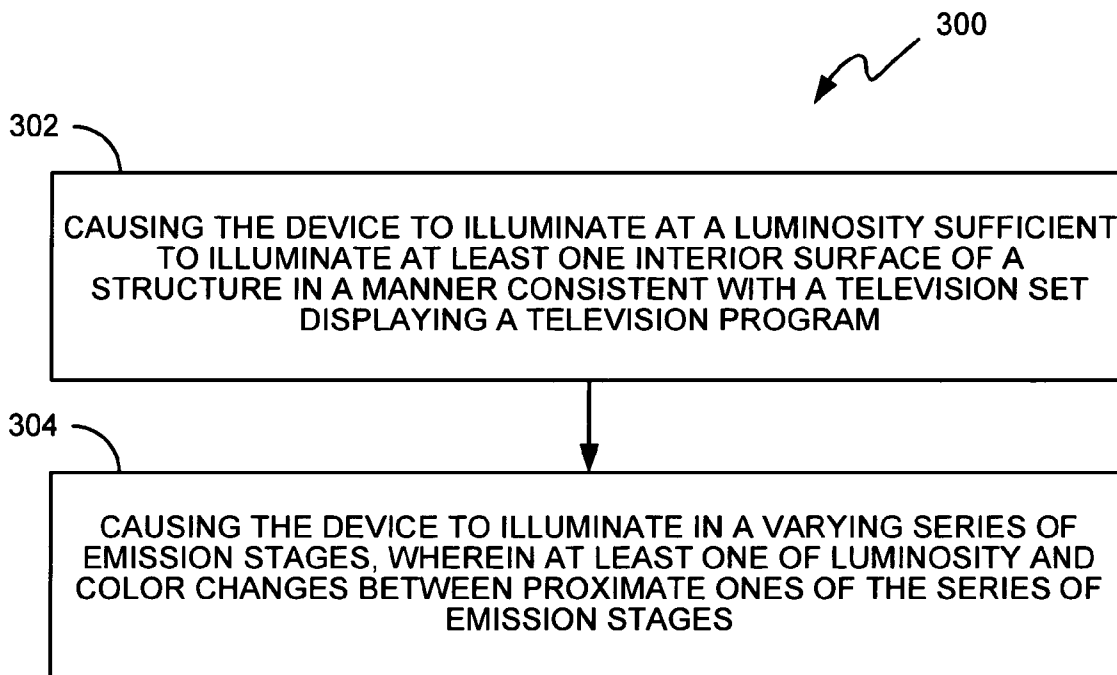 300
302
CAUSING THE DEVICE TO ILLUMINATE AT A LUMINOSITY SUFFICIENT
TO ILLUMINATE AT LEAST ONE INTERIOR SURFACE OF A
STRUCTURE IN A MANNER CONSISTENT WITH A TELEVISION SET
DISPLAYING A TELEVISION PROGRAM
304
CAUSING THE DEVICE TO ILLUMINATE IN A VARYING SERIES OF
EMISSION STAGES, WHEREIN AT LEAST ONE OF LUMINOSITY AND
COLOR CHANGES BETWEEN PROXIMATE ONES OF THE SERIES OF
EMISSION STAGES